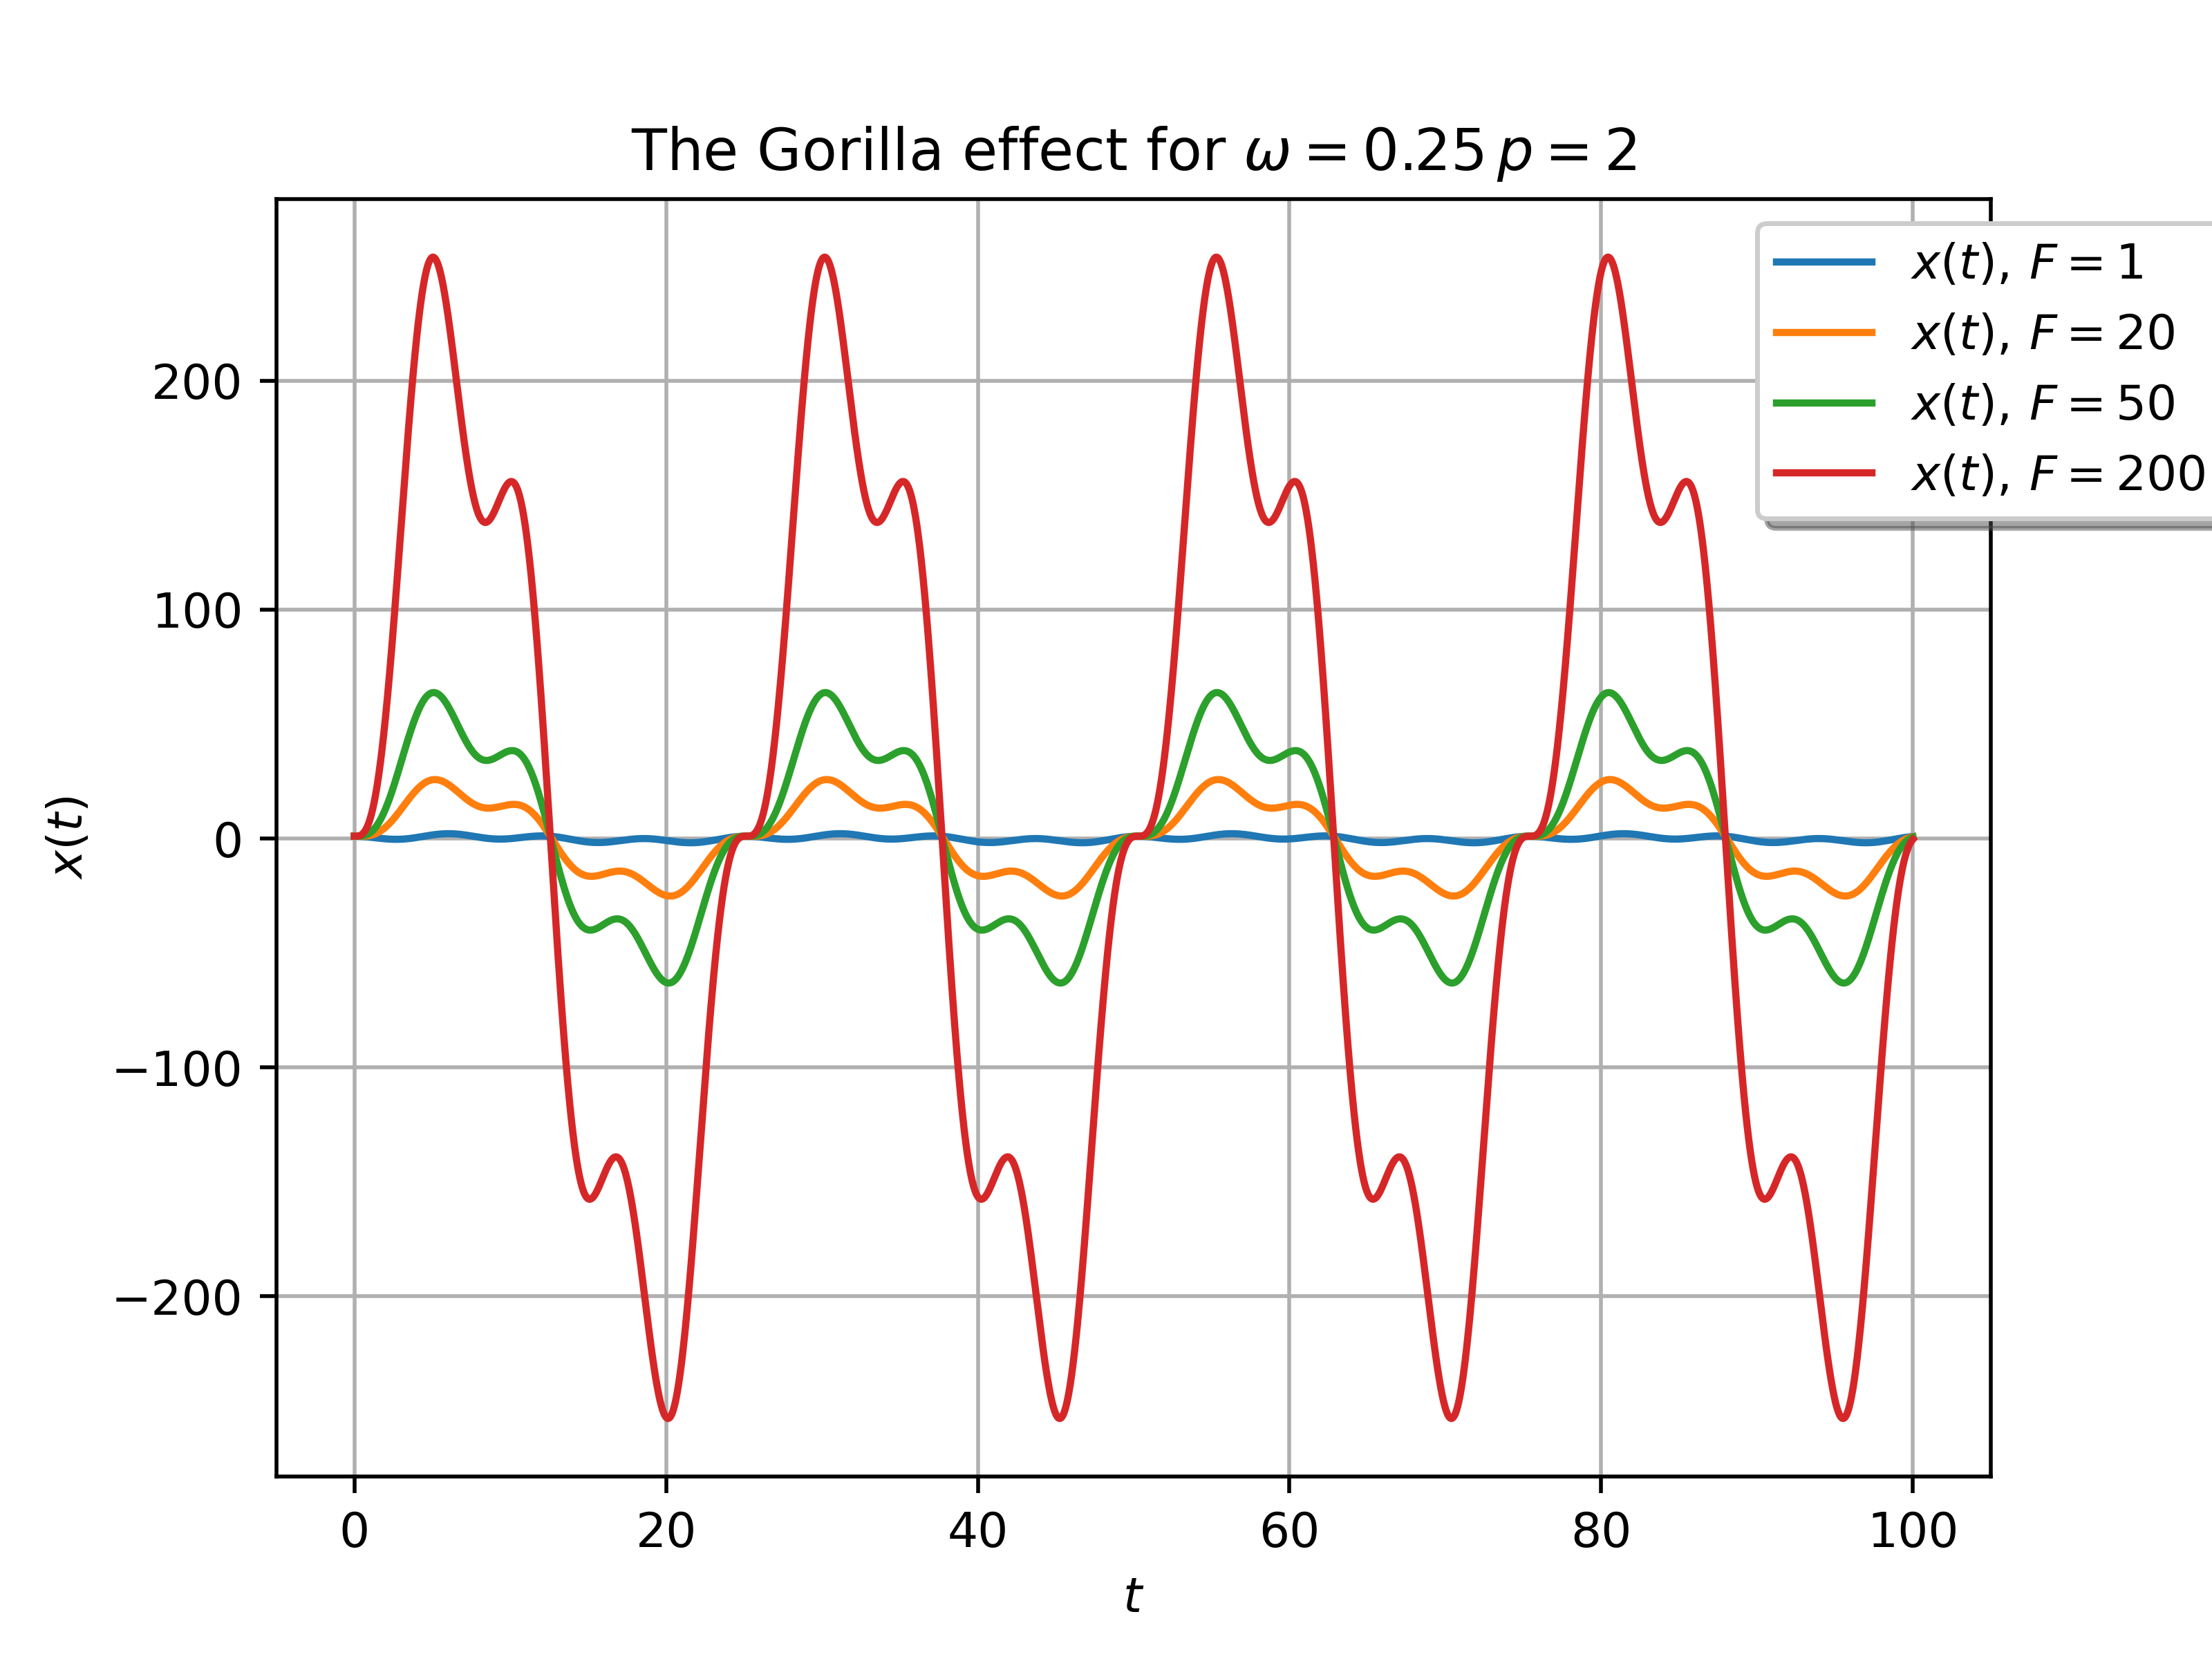 The Gorilla effect for ω = 0.25 p = 2
x(t), F = 1
x(t), F = 20
x(t), F = 50
x(t), F = 200
200
100
0
−100
−200
x(t)
0 20 40 60 80 100
t